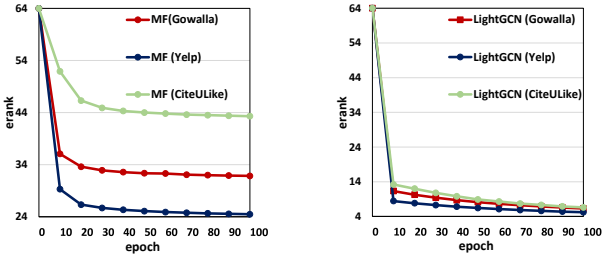 64
54
44
34
24
erank
MF(Gowalla)
MF (Yelp)
MF (CiteULike)
0 10 20 30 40 50 60 70 80 90 100
epoch
64
54
44
34
24
14
4
erank
LightGCN (Gowalla)
LightGCN (Yelp)
LightGCN (CiteULike)
0 10 20 30 40 50 60 70 80 90 100
epoch